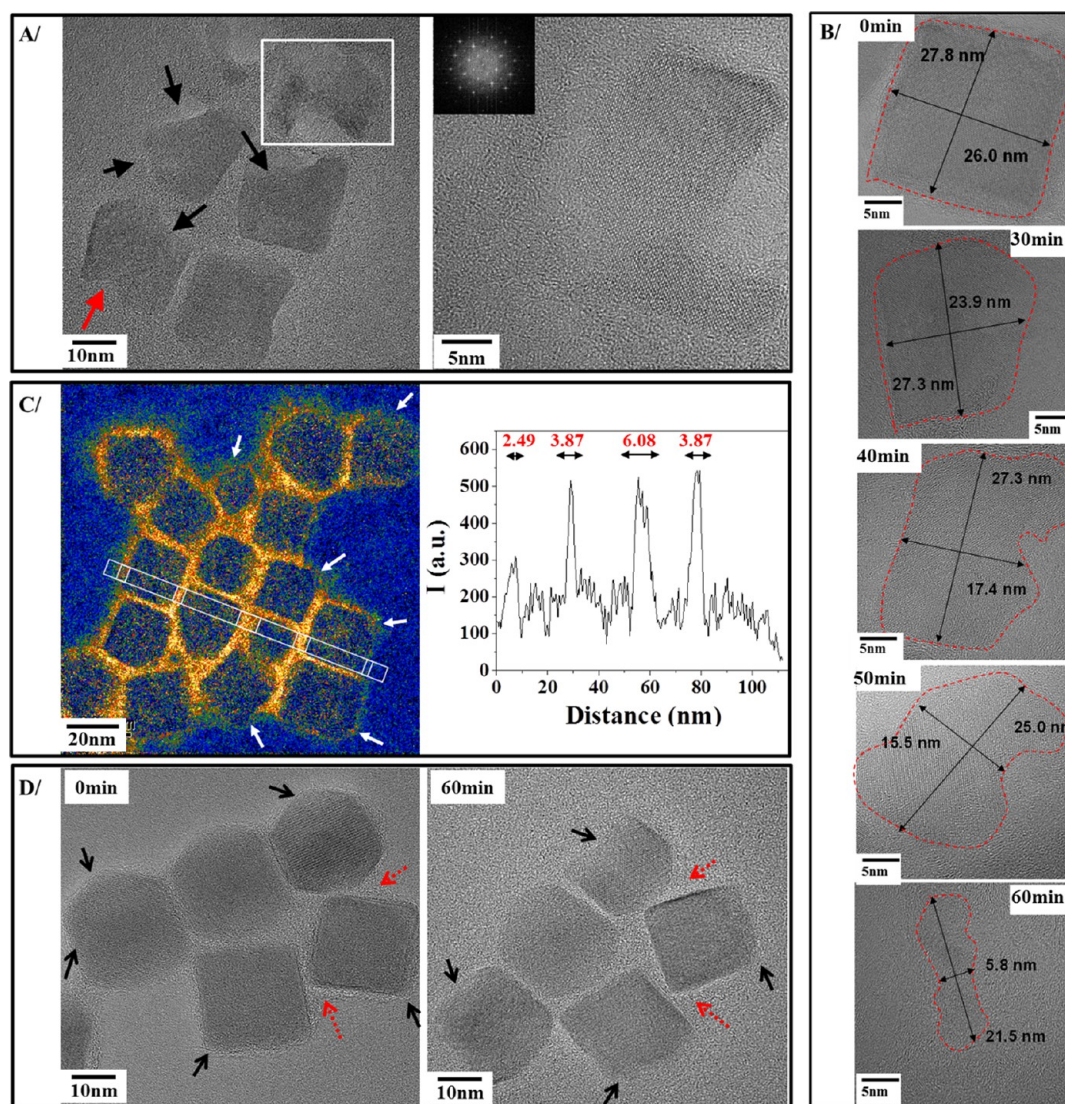 A/
10nm
5nm
B/
0min
27.8 nm
26.0 nm
5nm
30min
23.9 nm
27.3 nm
5nm
40min
27.3 nm
17.4 nm
5nm
50min
15.5 nm
25.0 nm
5nm
60min
5.8 nm
21.5 nm
5nm
C/
20nm
2.49 3.87 6.08 3.87
I (a.u.)
600
500
400
300
200
100
0
0 20 40 60 80 100
Distance (nm)
D/
0min
10nm
60min
10nm